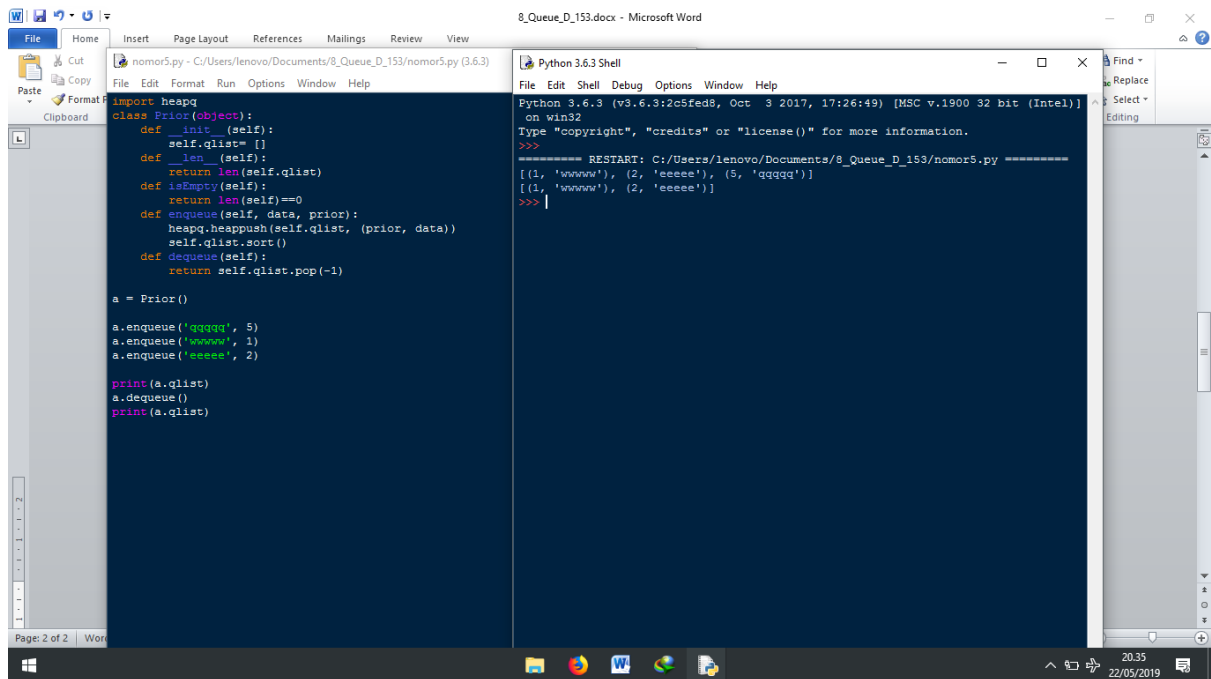 8_Queue_D_153.docx - Microsoft Word
File Home Insert Page Layout References Mailings Review View
Paste
Cut
Copy
Format
Clipboard
nomor5.py - C:/Users/lenovo/Documents/8_Queue_D_153/nomor5.py (3.6.3)
File Edit Format Run Options Window Help
import heapq
class Prior(object):
    def __init__(self):
        self.qlist= []
    def __len__(self):
        return len(self.qlist)
    def isEmpty(self):
        return len(self)==0
    def enqueue(self, data, prior):
        heapq.heappush(self.qlist, (prior, data))
        self.qlist.sort()
    def dequeue(self):
        return self.qlist.pop(-1)
a = Prior()
a.enqueue('qqqqq', 5)
a.enqueue('wwwww', 1)
a.enqueue('eeeee', 2)
print(a.qlist)
a.dequeue()
print(a.qlist)
Python 3.6.3 Shell
File Edit Shell Debug Options Window Help
Python 3.6.3 (v3.6.3:2c5fed8, Oct  3 2017, 17:26:49) [MSC v.1900 32 bit (Intel)]
on win32
Type "copyright", "credits" or "license()" for more information.
>>>
========= RESTART: C:/Users/lenovo/Documents/8_Queue_D_153/nomor5.py =========
[(1, 'wwwww'), (2, 'eeeee'), (5, 'qqqqq')]
[(1, 'wwwww'), (2, 'eeeee')]
>>>
Find
Replace
Select
Editing
Page: 2 of 2
20.35
22/05/2019